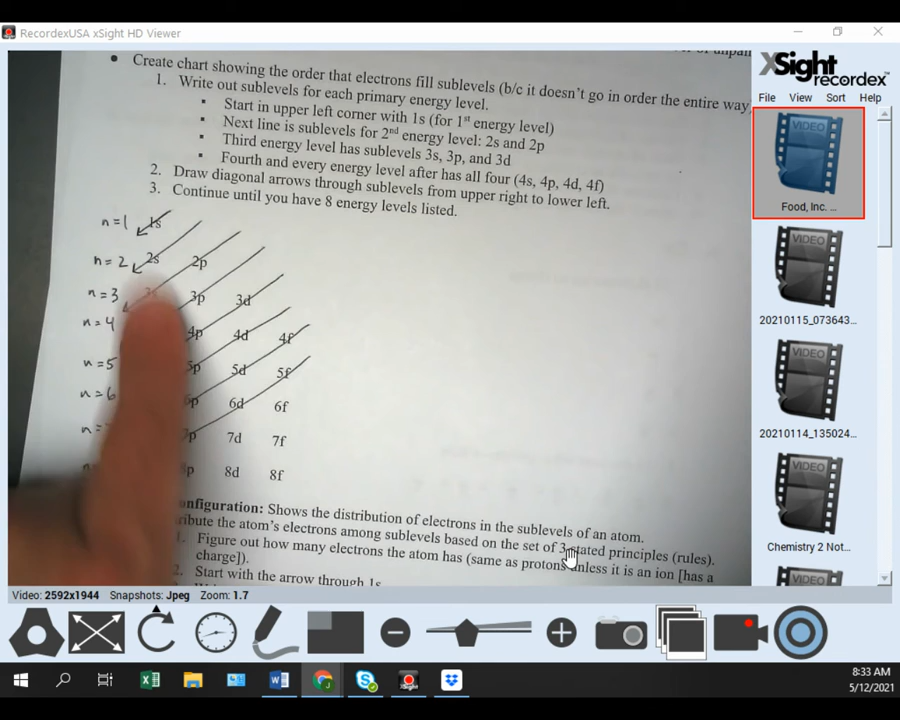 RecordexUSA xSight HD Viewer
Create chart showing the order that electrons fill sublevels (b/c it doesn't go in order the entire way
1. Write out sublevels for each primary energy level.
Start in upper left corner with 1s (for 1st energy level)
Next line is sublevels for 2nd energy level: 2s and 2p
Third energy level has sublevels 3s, 3p, and 3d
Fourth and every energy level after has all four (4s, 4p, 4d, 4f)
2. Draw diagonal arrows through sublevels from upper right to lower left.
3. Continue until you have 8 energy levels listed.
n=1 1s
n=2 2s 2p
n=3 3s 3p 3d
n=4 4p 4d 4f
n=5 5p 5d 5f
n=6 6p 6d 6f
n= 7p 7d 7f
8d 8f
nfiguration: Shows the distribution of electrons in the sublevels of an atom.
ribute the atom's electrons among sublevels based on the set of 3 stated principles (rules).
1. Figure out how many electrons the atom has (same as protons unless it is an ion [has a
charge]).
2. Start with the arrow through 1s
XSight
recordex
File View Sort Help
VIDEO
Food, Inc. ...
VIDEO
20210115_073643...
VIDEO
20210114_135024...
VIDEO
Chemistry 2 Not...
VIDEO
Video: 2592x1944 Snapshots: Jpeg Zoom: 1.7
8:33 AM
5/12/2021